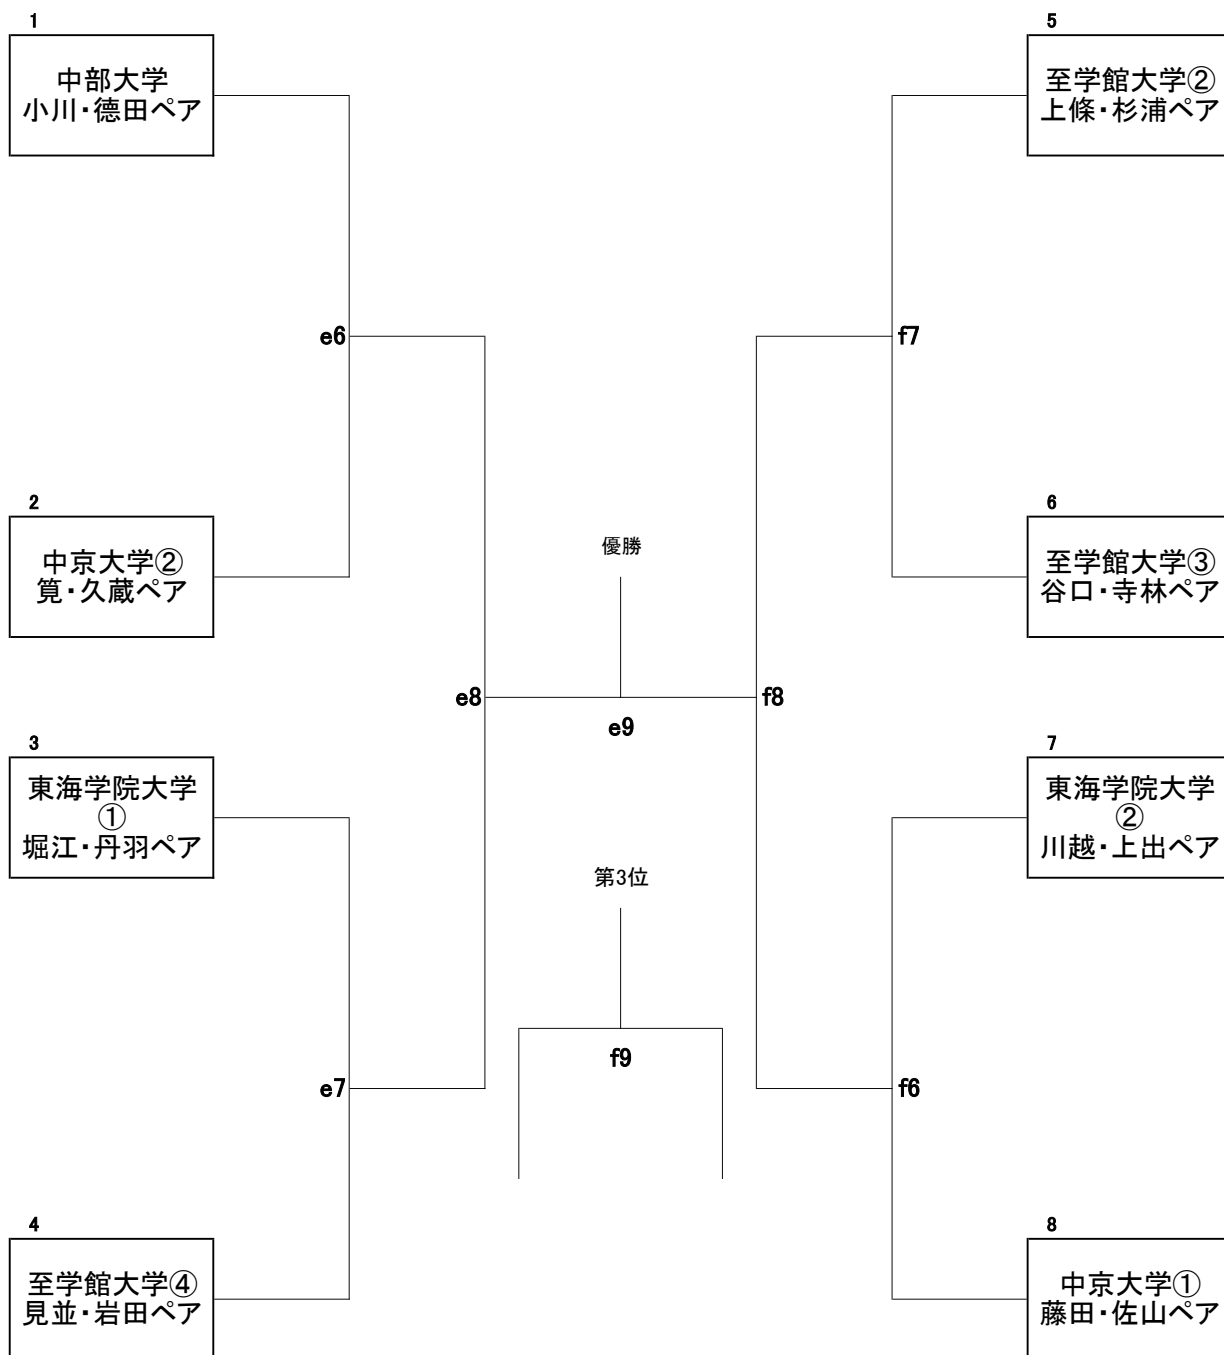 1
中部大学
小川・德田ペア
2
中京大学②
筧・久蔵ペア
3
東海学院大学
①
堀江・丹羽ペア
4
至学館大学④
見並・岩田ペア
e6
e7
e8
優勝
e9
第3位
f9
f8
f7
f6
5
至学館大学②
上條・杉浦ペア
6
至学館大学③
谷口・寺林ペア
7
東海学院大学
②
川越・上出ペア
8
中京大学①
藤田・佐山ペア